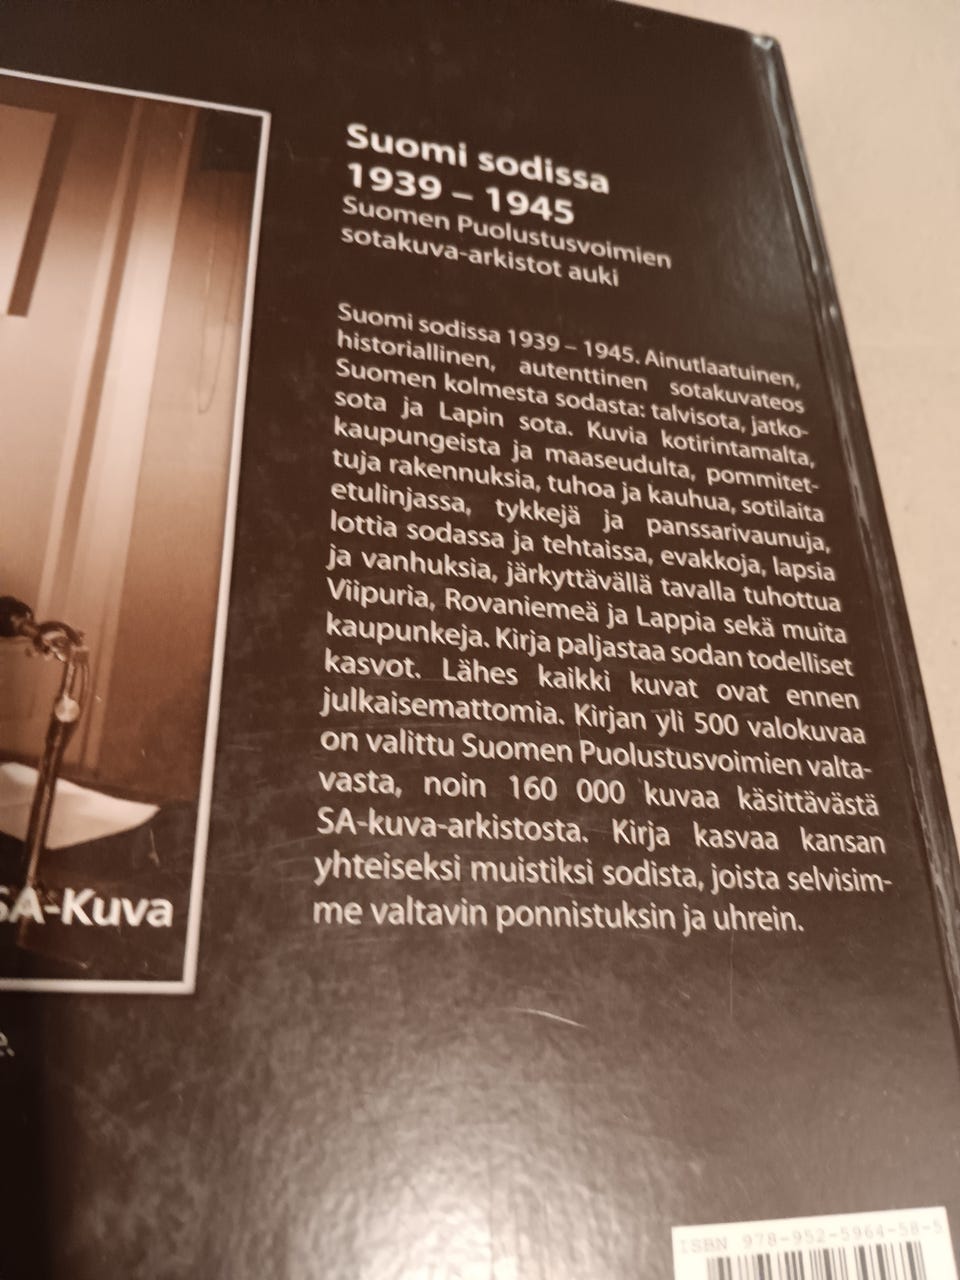 Suomi sodissa
1939 – 1945
Suomen Puolustusvoimien
sotakuva-arkistot auki
Suomi sodissa 1939 – 1945. Ainutlaatuinen,
historiallinen, autenttinen sotakuvateos
Suomen kolmesta sodasta: talvisota, jatko-
sota ja Lapin sota. Kuvia kotirintamalta,
kaupungeista ja maaseudulta, pommitet-
tuja rakennuksia, tuhoa ja kauhua, sotilaita
etulinjassa, tykkejä ja panssarivaunuja,
lottia sodassa ja tehtaissa, evakkoja, lapsia
ja vanhuksia, järkyttävällä tavalla tuhottua
Viipuria, Rovaniemeä ja Lappia sekä muita
kaupunkeja. Kirja paljastaa sodan todelliset
kasvot. Lähes kaikki kuvat ovat ennen
julkaisemattomia. Kirjan yli 500 valokuvaa
on valittu Suomen Puolustusvoimien valta-
vasta, noin 160 000 kuvaa käsittävästä
SA-kuva-arkistosta. Kirja kasvaa kansan
yhteiseksi muistiksi sodista, joista selvisim-
me valtavin ponnistuksin ja uhrein.
SA-Kuva
ISBN 978-952-5964-58-5